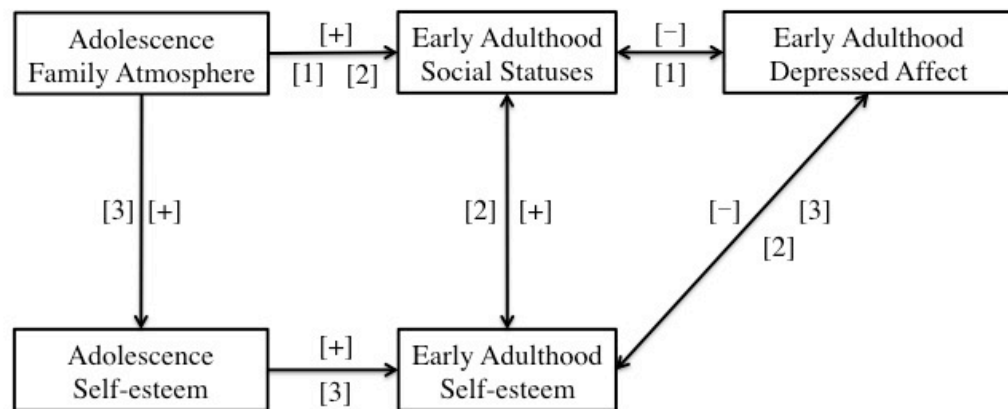 Adolescence
Family Atmosphere
[+]
[1] [2]
Early Adulthood
Social Statuses
[−]
[1]
Early Adulthood
Depressed Affect
[3] [+]
[2] [+]
[−] [3]
[2]
Adolescence
Self-esteem
[+]
[3]
Early Adulthood
Self-esteem